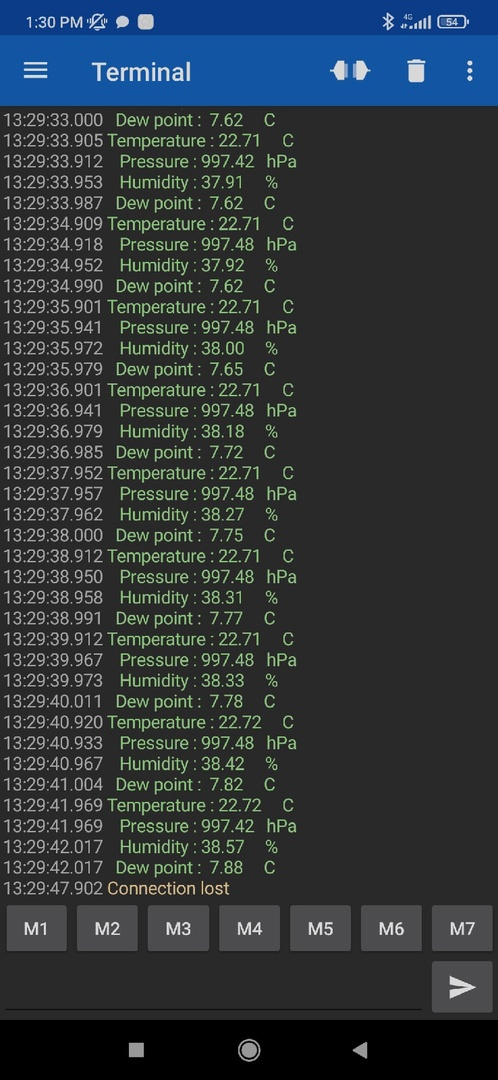 1:30 PM 4G 54
Terminal
13:29:33.000 Dew point : 7.62 C
13:29:33.905 Temperature : 22.71 C
13:29:33.912 Pressure : 997.42 hPa
13:29:33.953 Humidity : 37.91 %
13:29:33.987 Dew point : 7.62 C
13:29:34.909 Temperature : 22.71 C
13:29:34.918 Pressure : 997.48 hPa
13:29:34.952 Humidity : 37.92 %
13:29:34.990 Dew point : 7.62 C
13:29:35.901 Temperature : 22.71 C
13:29:35.941 Pressure : 997.48 hPa
13:29:35.972 Humidity : 38.00 %
13:29:35.979 Dew point : 7.65 C
13:29:36.901 Temperature : 22.71 C
13:29:36.941 Pressure : 997.48 hPa
13:29:36.979 Humidity : 38.18 %
13:29:36.985 Dew point : 7.72 C
13:29:37.952 Temperature : 22.71 C
13:29:37.957 Pressure : 997.48 hPa
13:29:37.962 Humidity : 38.27 %
13:29:38.000 Dew point : 7.75 C
13:29:38.912 Temperature : 22.71 C
13:29:38.950 Pressure : 997.48 hPa
13:29:38.958 Humidity : 38.31 %
13:29:38.991 Dew point : 7.77 C
13:29:39.912 Temperature : 22.71 C
13:29:39.967 Pressure : 997.48 hPa
13:29:39.973 Humidity : 38.33 %
13:29:40.011 Dew point : 7.78 C
13:29:40.920 Temperature : 22.72 C
13:29:40.933 Pressure : 997.48 hPa
13:29:40.967 Humidity : 38.42 %
13:29:41.004 Dew point : 7.82 C
13:29:41.969 Temperature : 22.72 C
13:29:41.969 Pressure : 997.42 hPa
13:29:42.017 Humidity : 38.57 %
13:29:42.017 Dew point : 7.88 C
13:29:47.902 Connection lost
M1 M2 M3 M4 M5 M6 M7